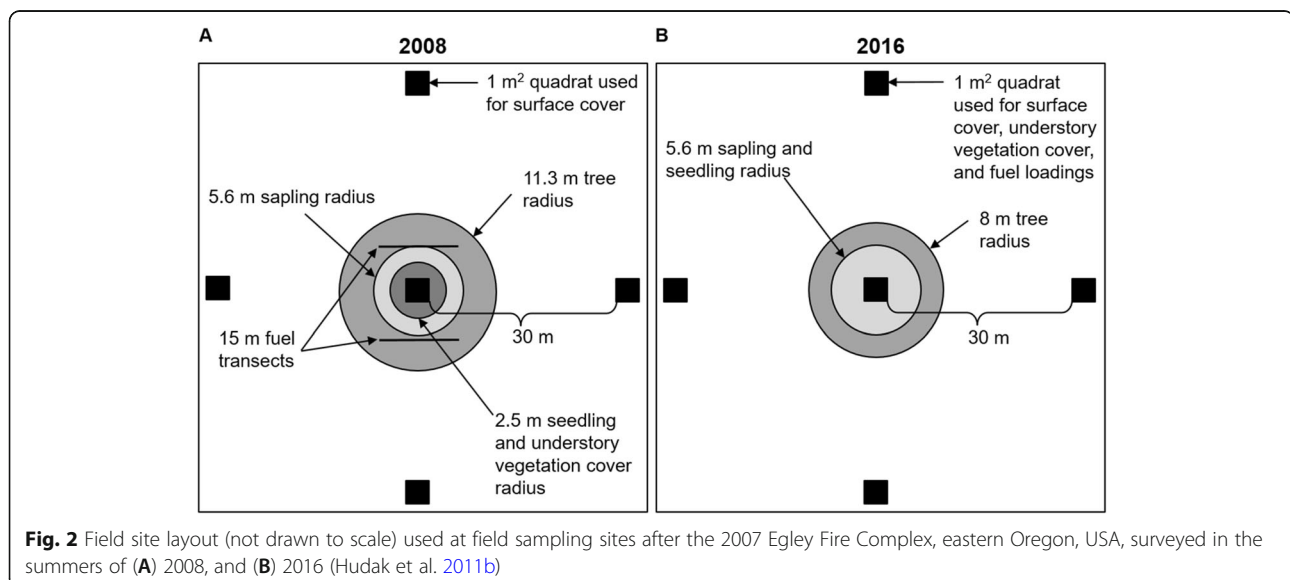 A
2008
1 m² quadrat used
for surface cover
11.3 m tree
radius
5.6 m sapling radius
15 m fuel
transects
30 m
2.5 m seedling
and understory
vegetation cover
radius
B
2016
1 m² quadrat
used for surface
cover, understory
vegetation cover,
and fuel loadings
5.6 m sapling and
seedling radius
8 m tree
radius
30 m
Fig. 2 Field site layout (not drawn to scale) used at field sampling sites after the 2007 Egley Fire Complex, eastern Oregon, USA, surveyed in the
summers of (A) 2008, and (B) 2016 (Hudak et al. 2011b)